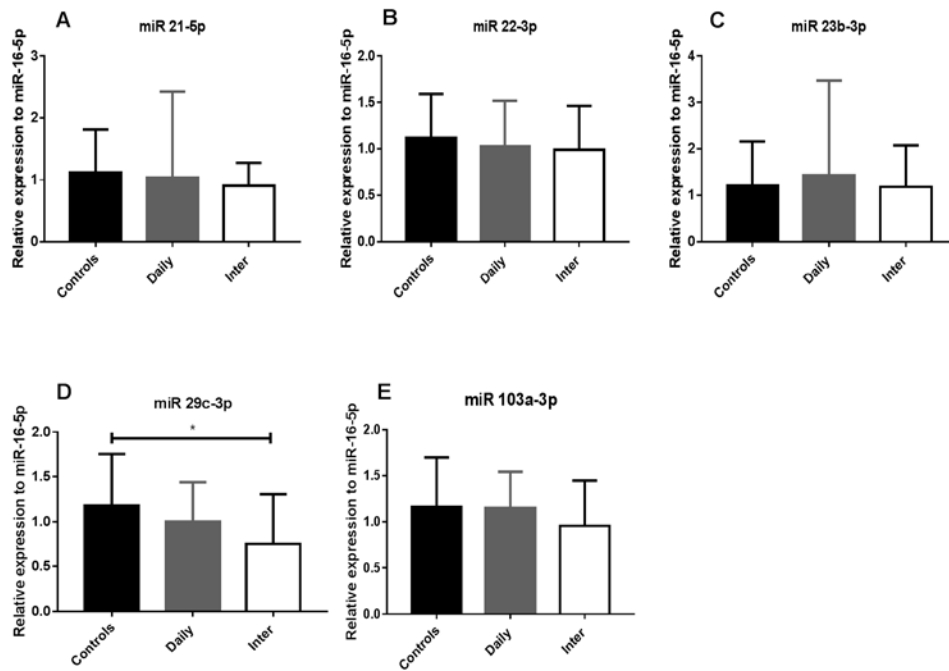 A
miR 21-5p
Relative expression to miR-16-5p
3
2
1
0
Controls
Daily
Inter
B
miR 22-3p
Relative expression to miR-16-5p
2.0
1.5
1.0
0.5
0.0
Controls
Daily
Inter
C
miR 23b-3p
Relative expression to miR-16-5p
4
3
2
1
0
Controls
Daily
Inter
D
miR 29c-3p
Relative expression to miR-16-5p
2.0
1.5
1.0
0.5
0.0
*
Controls
Daily
Inter
E
miR 103a-3p
Relative expression to miR-16-5p
2.0
1.5
1.0
0.5
0.0
Controls
Daily
Inter